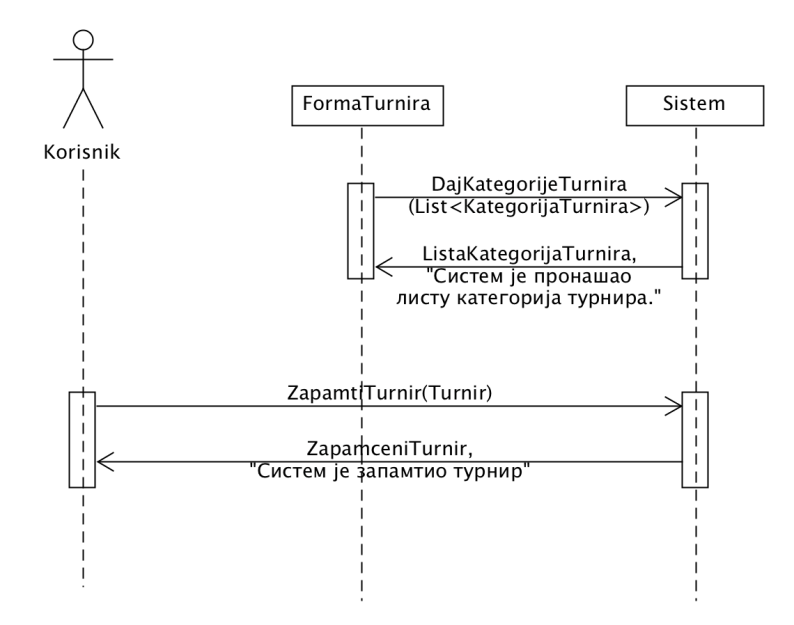 FormaTurnira
Sistem
Korisnik
DajKategorijeTurnira
(List<KategorijaTurnira>)
ListaKategorijaTurnira,
"Систем је пронашао
листу категорија турнира."
ZapamtiTurnir(Turnir)
ZapamceniTurnir,
"Систем је запамтио турнир"